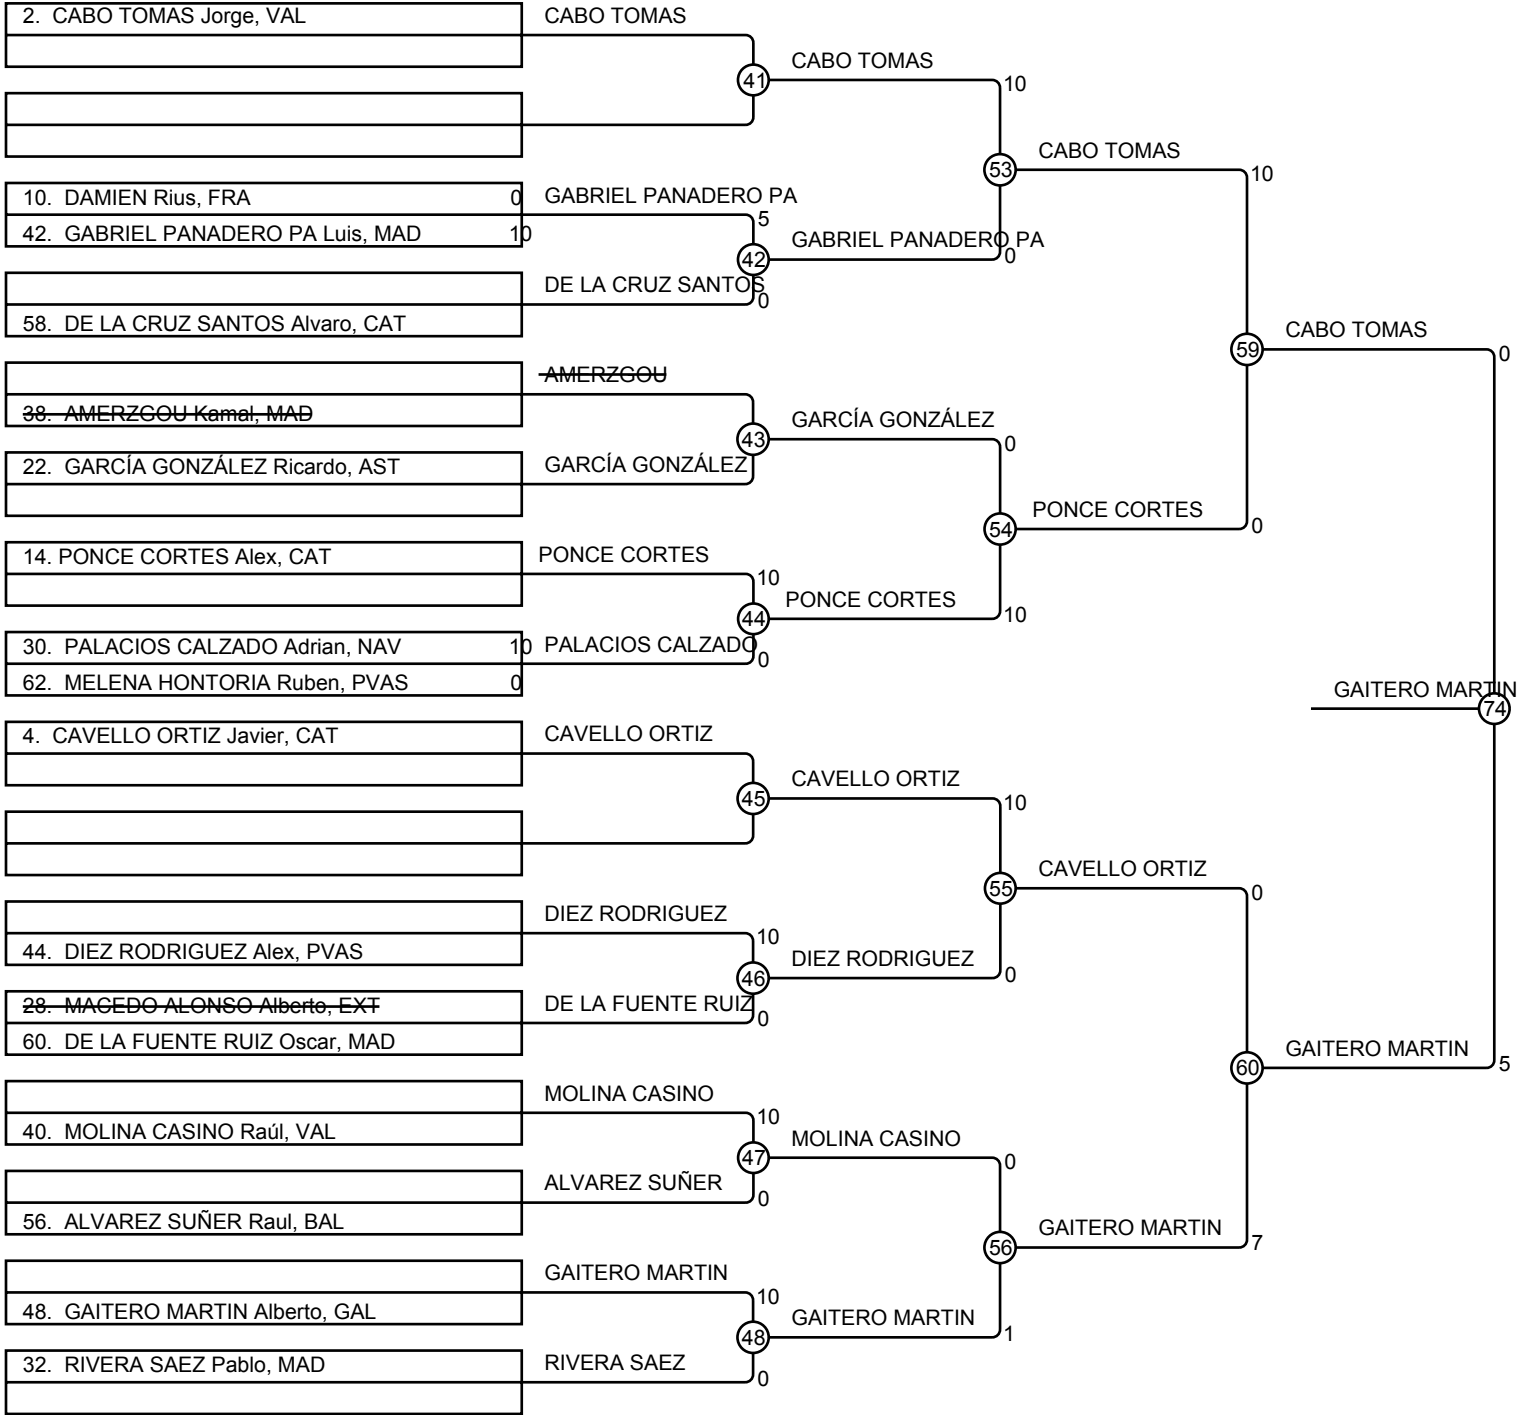 2. CABO TOMAS Jorge, VAL
CABO TOMAS
CABO TOMAS
41
10
CABO TOMAS
53
10
10. DAMIEN Rius, FRA 0
GABRIEL PANADERO PA
42. GABRIEL PANADERO PA Luis, MAD 10
5
GABRIEL PANADERO PA
42
0
DE LA CRUZ SANTOS
0
58. DE LA CRUZ SANTOS Alvaro, CAT
CABO TOMAS
59
0
AMERZGOU
38. AMERZGOU Kamal, MAD
GARCÍA GONZÁLEZ
43
0
22. GARCÍA GONZÁLEZ Ricardo, AST
GARCÍA GONZÁLEZ
PONCE CORTES
54
0
14. PONCE CORTES Alex, CAT
PONCE CORTES
10
PONCE CORTES
44
10
30. PALACIOS CALZADO Adrian, NAV 10
PALACIOS CALZADO
0
62. MELENA HONTORIA Ruben, PVAS 0
GAITERO MARTIN
74
4. CAVELLO ORTIZ Javier, CAT
CAVELLO ORTIZ
CAVELLO ORTIZ
45
10
CAVELLO ORTIZ
55
0
DIEZ RODRIGUEZ
44. DIEZ RODRIGUEZ Alex, PVAS
10
DIEZ RODRIGUEZ
46
0
28. MACEDO ALONSO Alberto, EXT
DE LA FUENTE RUIZ
0
60. DE LA FUENTE RUIZ Oscar, MAD
GAITERO MARTIN
60
5
MOLINA CASINO
40. MOLINA CASINO Raúl, VAL
10
MOLINA CASINO
47
0
ALVAREZ SUÑER
0
56. ALVAREZ SUÑER Raul, BAL
GAITERO MARTIN
56
7
GAITERO MARTIN
48. GAITERO MARTIN Alberto, GAL
10
GAITERO MARTIN
48
1
32. RIVERA SAEZ Pablo, MAD
RIVERA SAEZ
0